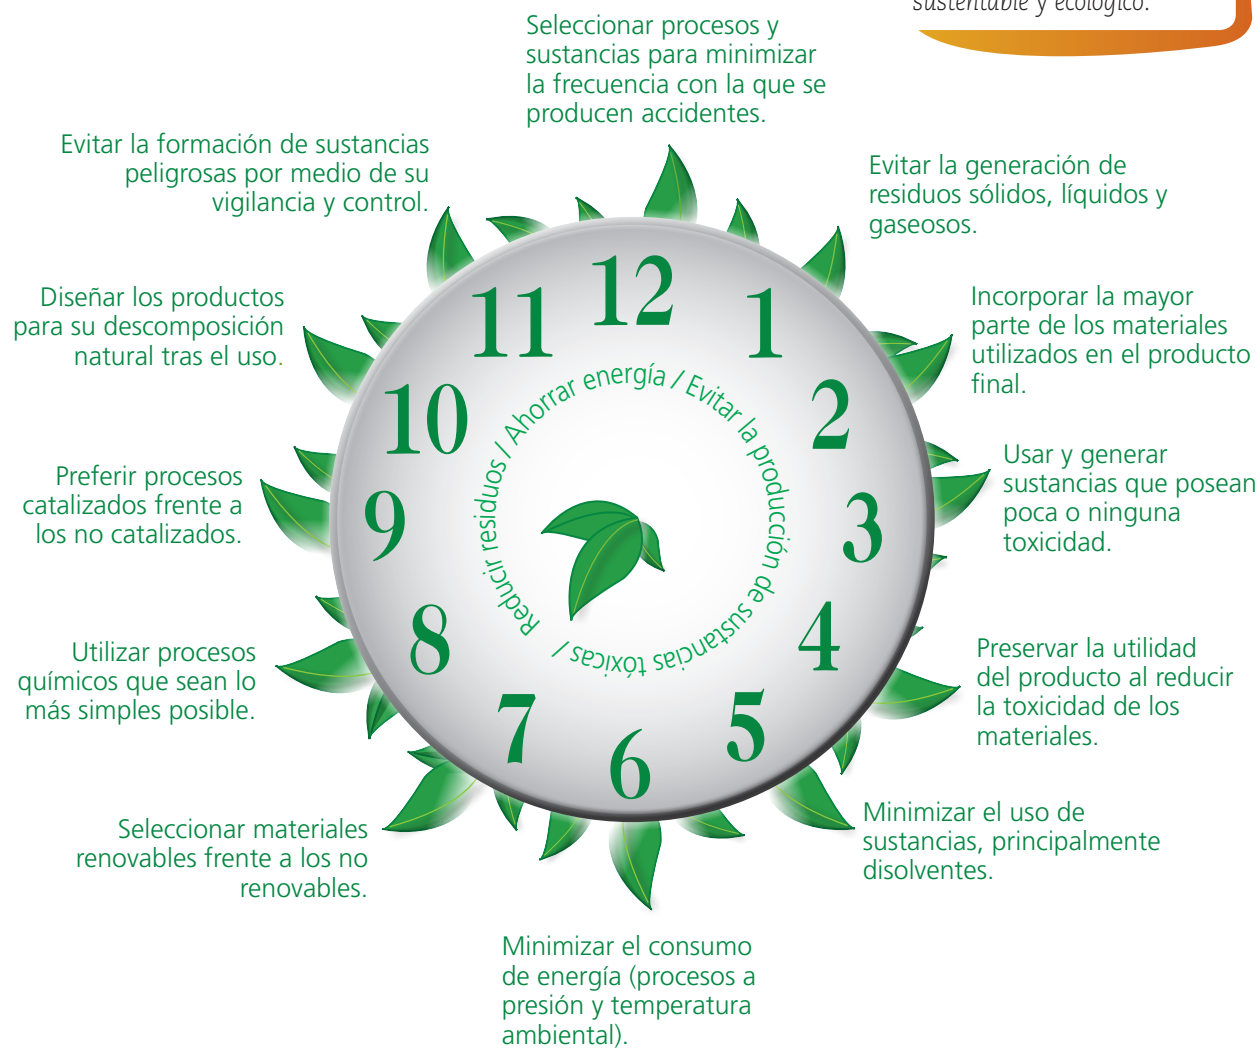 sustentable y ecológico.
Seleccionar procesos y
sustancias para minimizar
la frecuencia con la que se
producen accidentes.
Evitar la generación de
residuos sólidos, líquidos y
gaseosos.
Incorporar la mayor
parte de los materiales
utilizados en el producto
final.
Usar y generar
sustancias que posean
poca o ninguna
toxicidad.
Preservar la utilidad
del producto al reducir
la toxicidad de los
materiales.
Minimizar el uso de
sustancias, principalmente
disolventes.
Minimizar el consumo
de energía (procesos a
presión y temperatura
ambiental).
Seleccionar materiales
renovables frente a los no
renovables.
Utilizar procesos
químicos que sean lo
más simples posible.
Preferir procesos
catalizados frente a
los no catalizados.
Diseñar los productos
para su descomposición
natural tras el uso.
Evitar la formación de sustancias
peligrosas por medio de su
vigilancia y control.
12
1
2
3
4
5
6
7
8
9
10
11
Reducir residuos / Ahorrar energía / Evitar la producción de sustancias tóxicas /